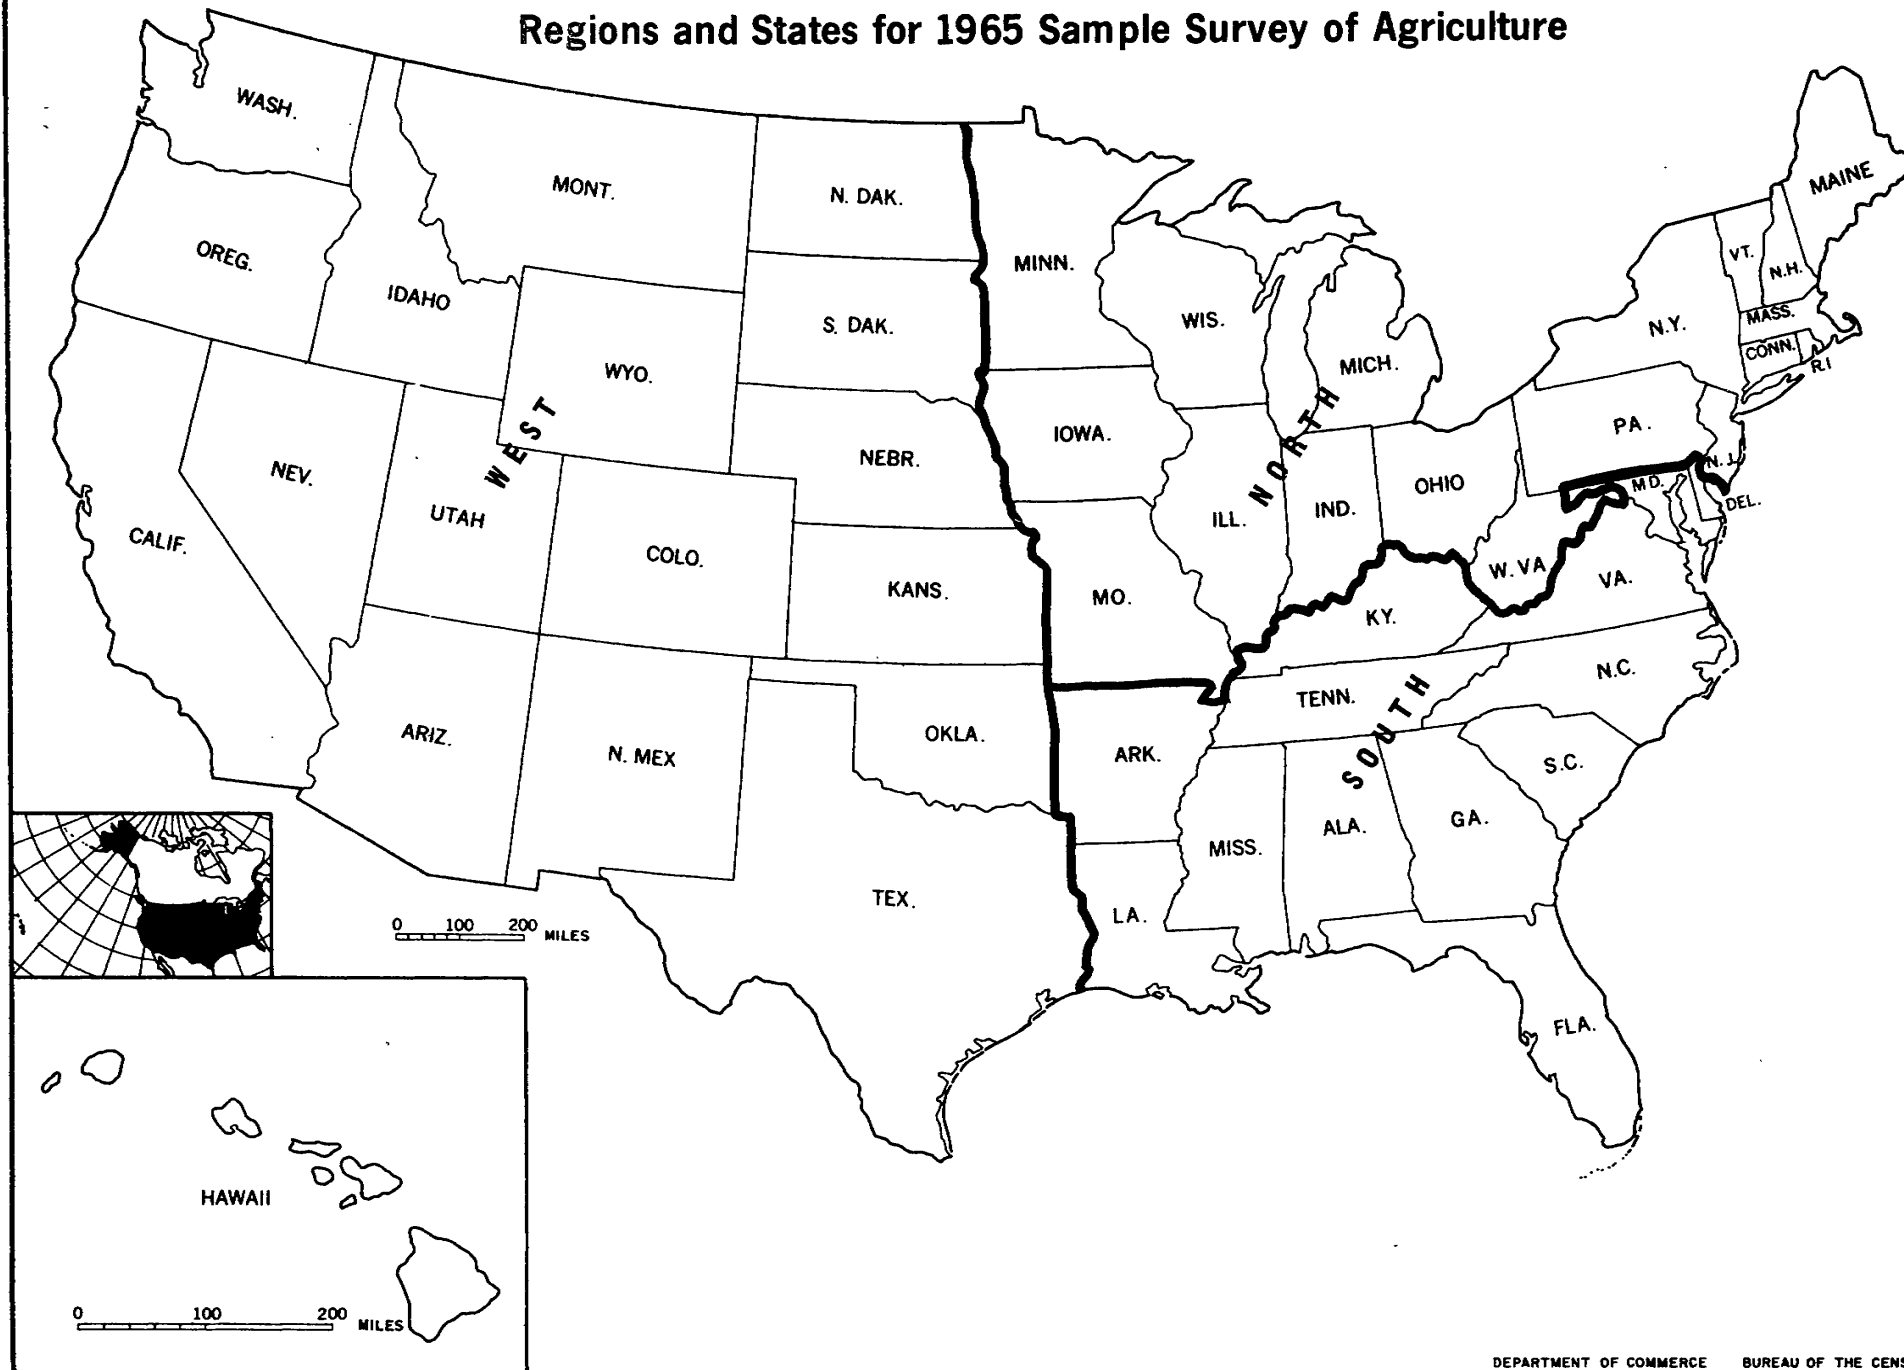 Regions and States for 1965 Sample Survey of Agriculture
WASH.
MONT.
N. DAK.
MINN.
MAINE
OREG.
IDAHO
S. DAK.
WIS.
MICH.
N.Y.
VT.
N.H.
MASS.
CONN.
R.I
WYO.
WEST
NORTH
NEV.
UTAH
NEBR.
IOWA.
ILL.
IND.
OHIO
PA.
N.J.
MD.
DEL.
CALIF.
COLO.
KANS.
MO.
KY.
W. VA
VA.
ARIZ.
N. MEX
OKLA.
ARK.
TENN.
N.C.
SOUTH
S.C.
TEX.
LA.
MISS.
ALA.
GA.
FLA.
0 100 200 MILES
HAWAII
0 100 200 MILES
DEPARTMENT OF COMMERCE BUREAU OF THE